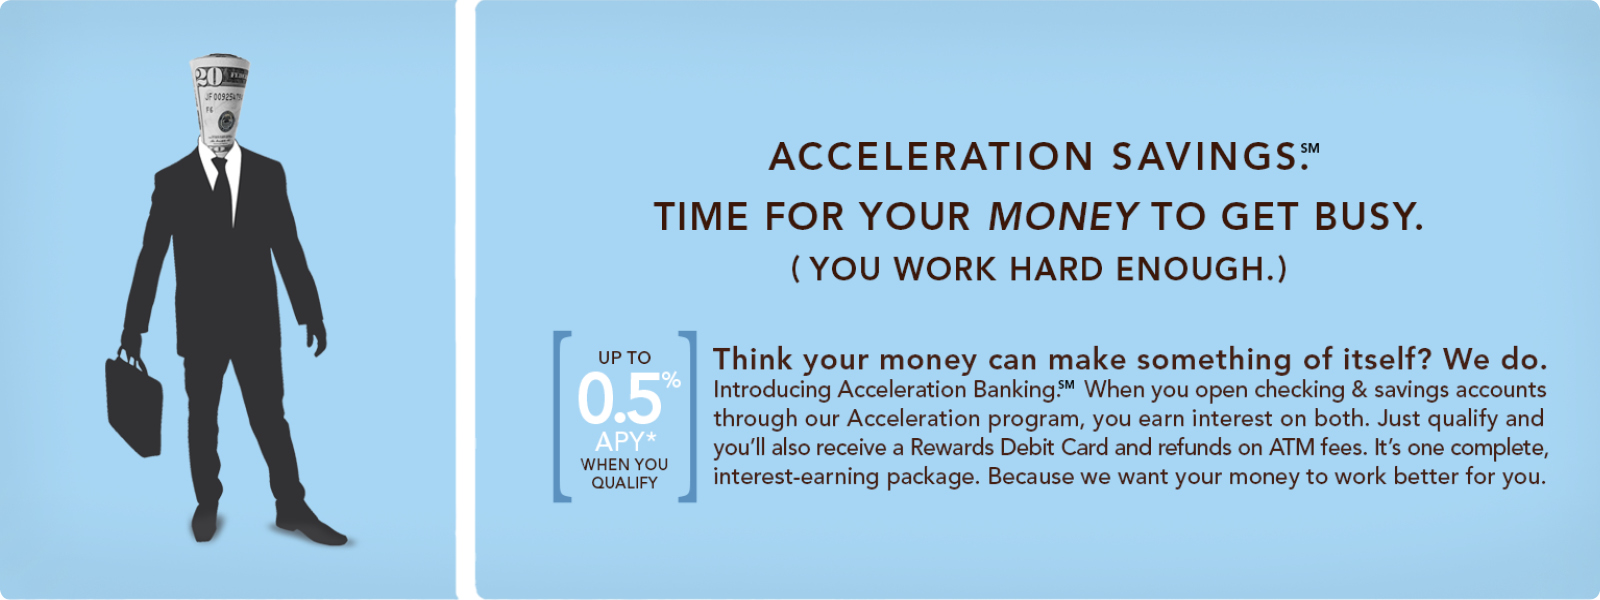 20
JF 0092547
F6
ACCELERATION SAVINGS.℠
TIME FOR YOUR MONEY TO GET BUSY.
( YOU WORK HARD ENOUGH.)
UP TO
0.5%
APY*
WHEN YOU
QUALIFY
Think your money can make something of itself? We do.
Introducing Acceleration Banking.℠ When you open checking & savings accounts
through our Acceleration program, you earn interest on both. Just qualify and
you’ll also receive a Rewards Debit Card and refunds on ATM fees. It’s one complete,
interest-earning package. Because we want your money to work better for you.